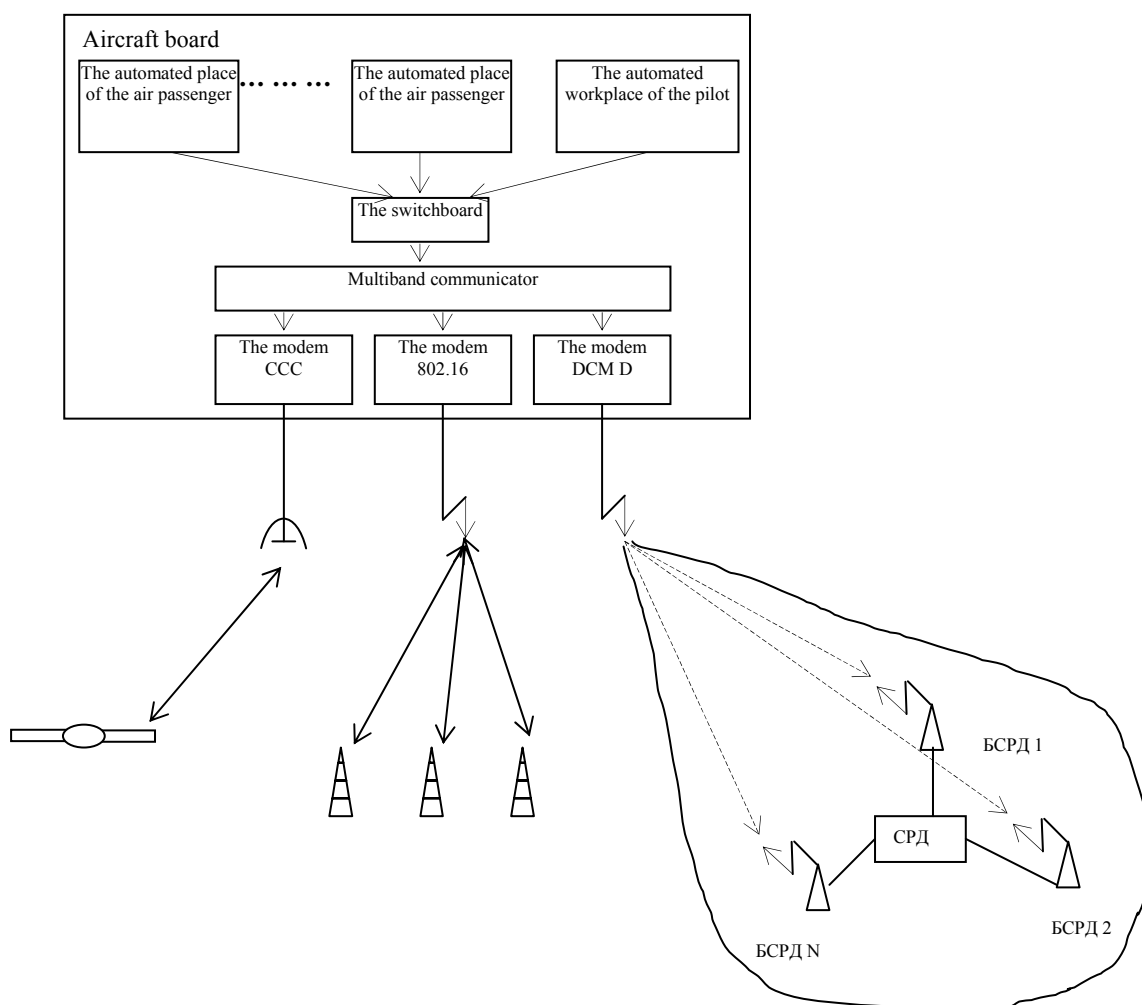 Aircraft board
The automated place
of the air passenger
... ... ...
The automated place
of the air passenger
The automated
workplace of the pilot
The switchboard
Multiband communicator
The modem
CCC
The modem
802.16
The modem
DCM D
БСРД 1
СРД
БСРД 2
БСРД N